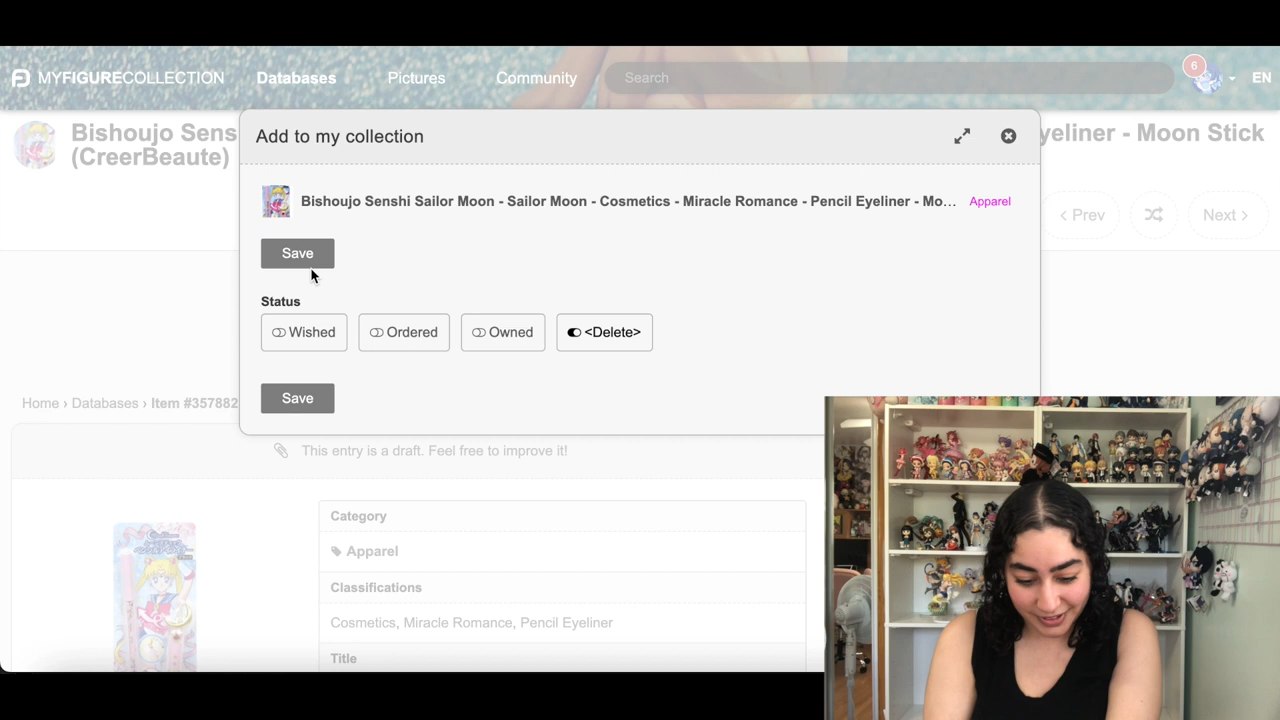 MYFIGURECOLLECTION
Databases
Pictures
Community
Search
6
EN
Bishoujo Sens
yeliner - Moon Stick
(CreerBeaute)
Add to my collection
Bishoujo Senshi Sailor Moon - Sailor Moon - Cosmetics - Miracle Romance - Pencil Eyeliner - Mo...
Apparel
‹ Prev
Next ›
Save
Status
Wished
Ordered
Owned
<Delete>
Save
Home › Databases › Item #357882
This entry is a draft. Feel free to improve it!
Category
Apparel
Classifications
Cosmetics, Miracle Romance, Pencil Eyeliner
Title